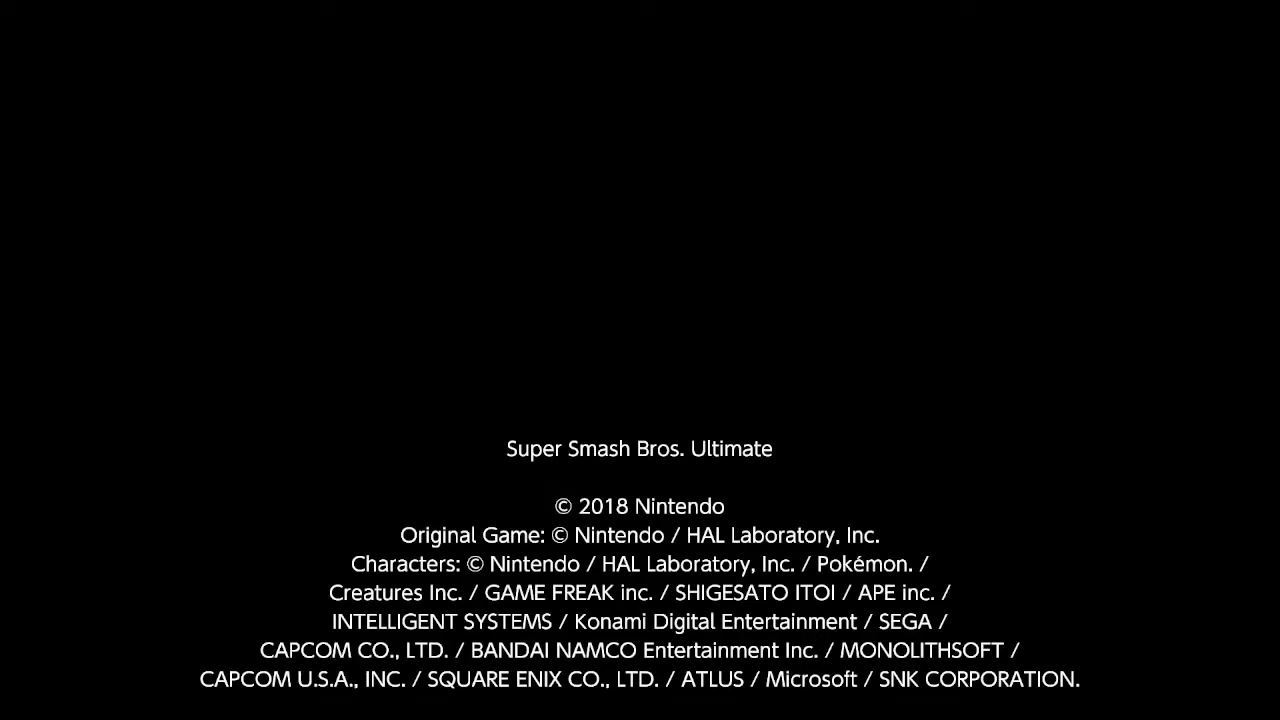 Super Smash Bros. Ultimate
© 2018 Nintendo
Original Game: © Nintendo / HAL Laboratory, Inc.
Characters: © Nintendo / HAL Laboratory, Inc. / Pokémon. /
Creatures Inc. / GAME FREAK inc. / SHIGESATO ITOI / APE inc. /
INTELLIGENT SYSTEMS / Konami Digital Entertainment / SEGA /
CAPCOM CO., LTD. / BANDAI NAMCO Entertainment Inc. / MONOLITHSOFT /
CAPCOM U.S.A., INC. / SQUARE ENIX CO., LTD. / ATLUS / Microsoft / SNK CORPORATION.